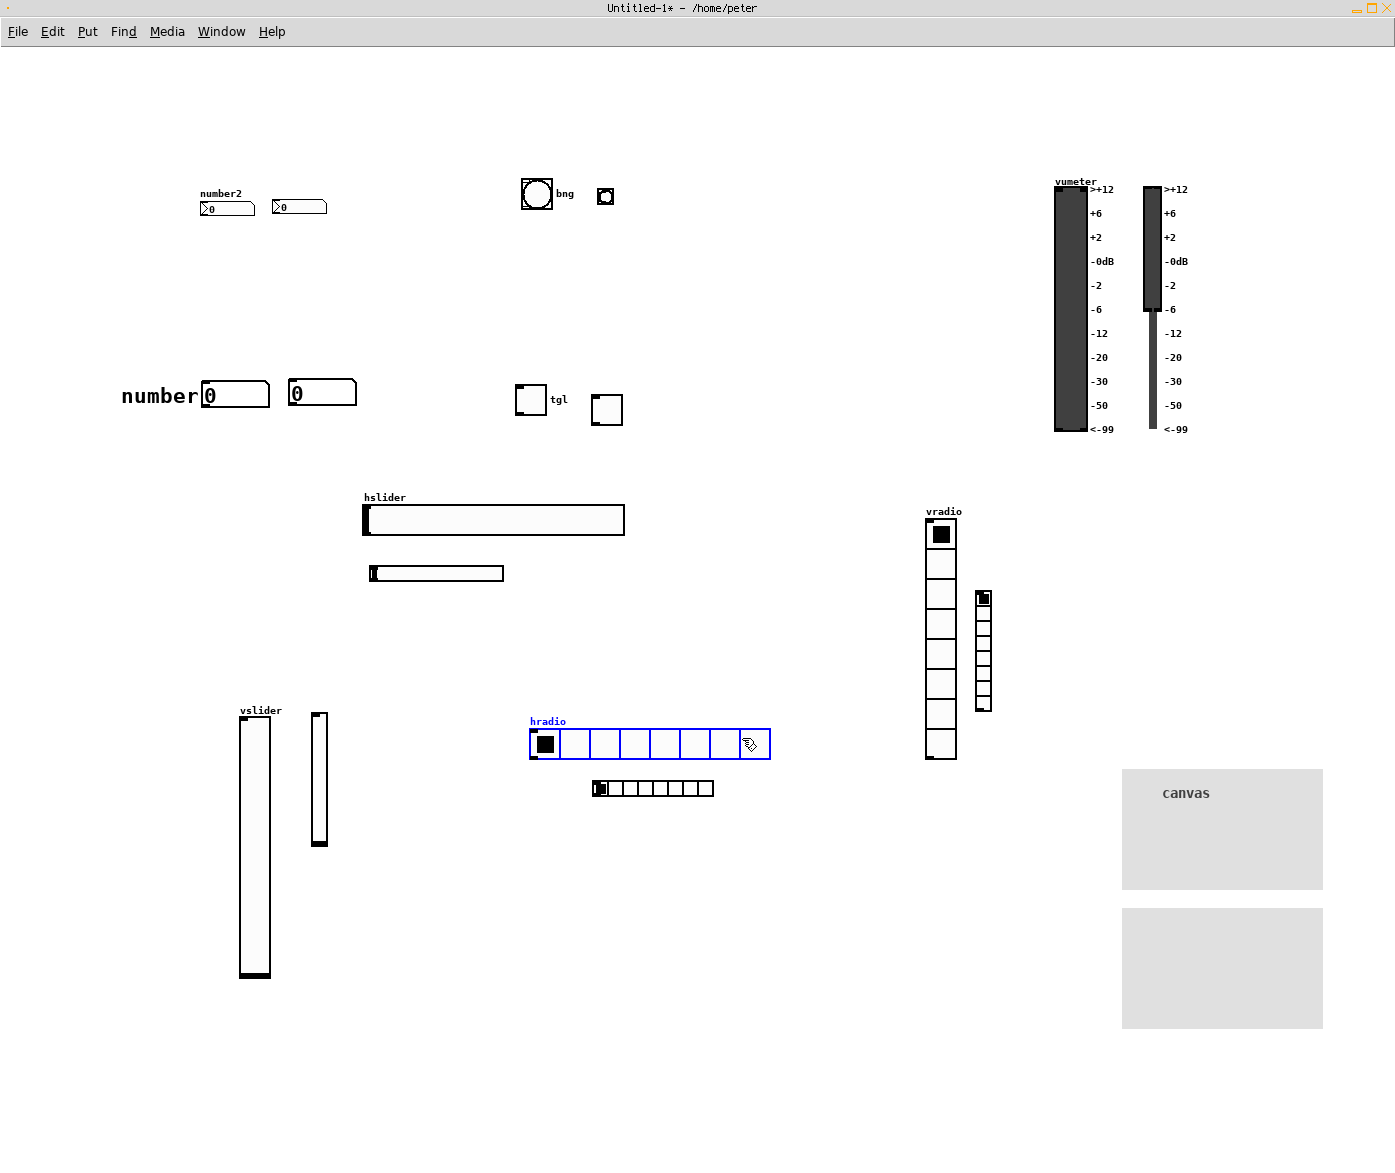 Untitled-1* - /home/peter
File Edit Put Find Media Window Help
number2
0
0
bng
vumeter
>+12
+6
+2
-0dB
-2
-6
-12
-20
-30
-50
<-99
>+12
+6
+2
-0dB
-2
-6
-12
-20
-30
-50
<-99
number
0
0
tgl
hslider
vradio
vslider
hradio
canvas